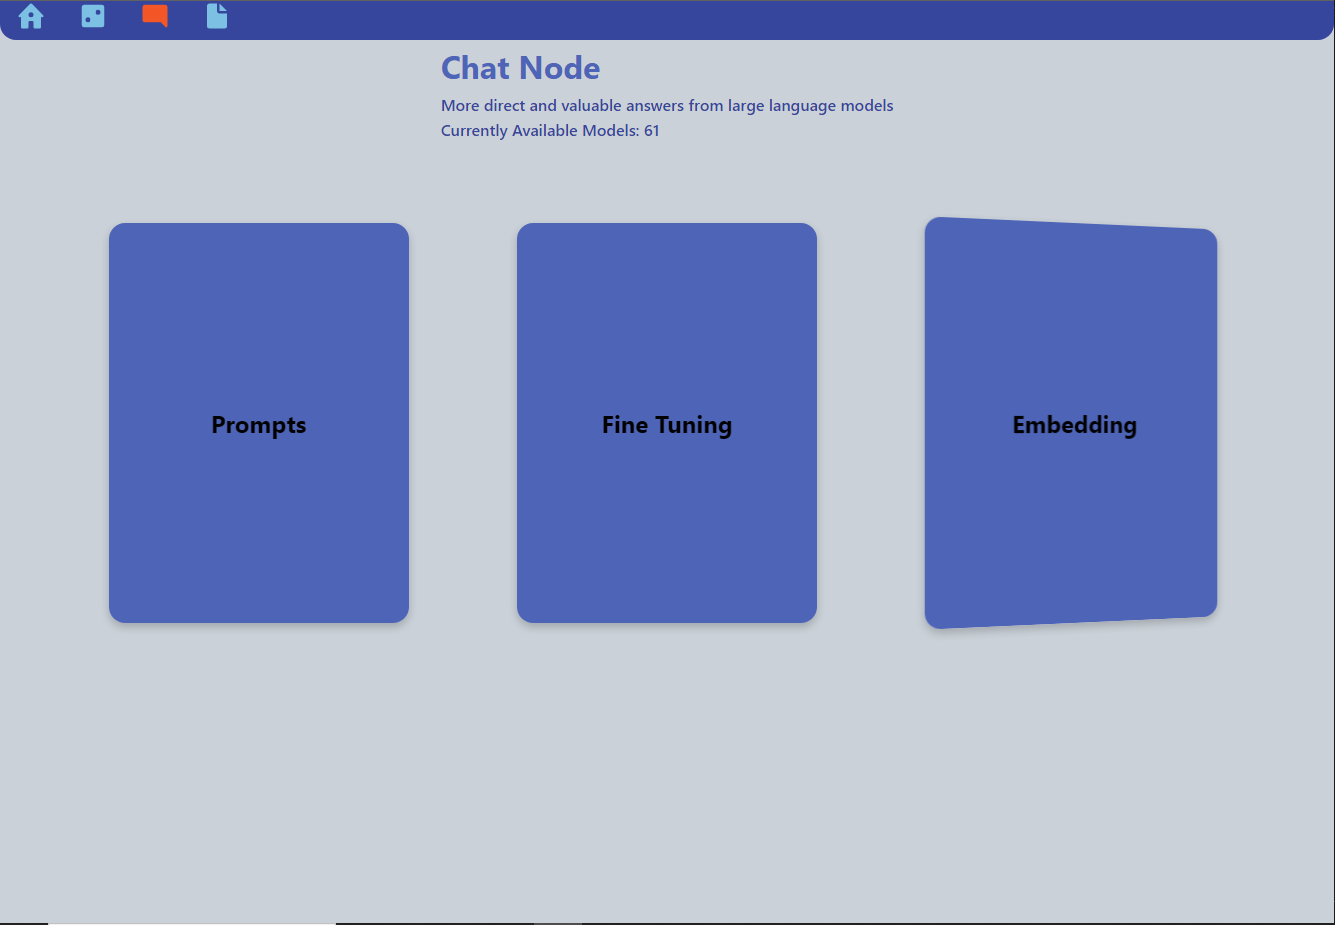 Chat Node
More direct and valuable answers from large language models
Currently Available Models: 61
Prompts
Fine Tuning
Embedding